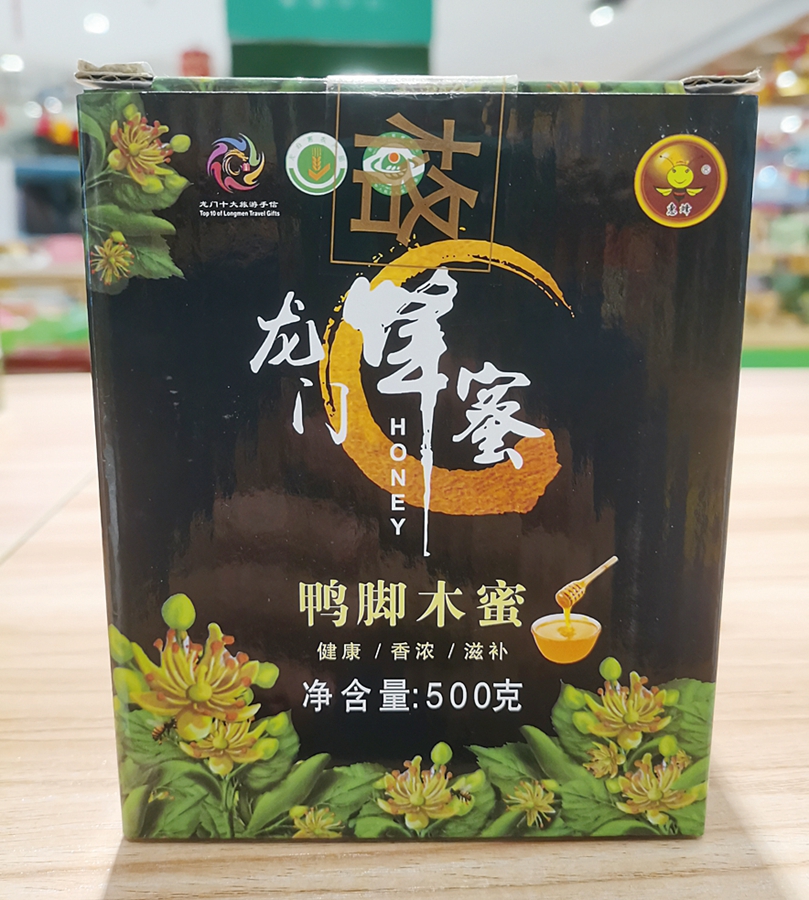 龙门十大旅游手信
Top 10 of Longmen Travel Gifts
格
龙门
蜂蜜
HONEY
鸭脚木蜜
健康 / 香浓 / 滋补
净含量:500克